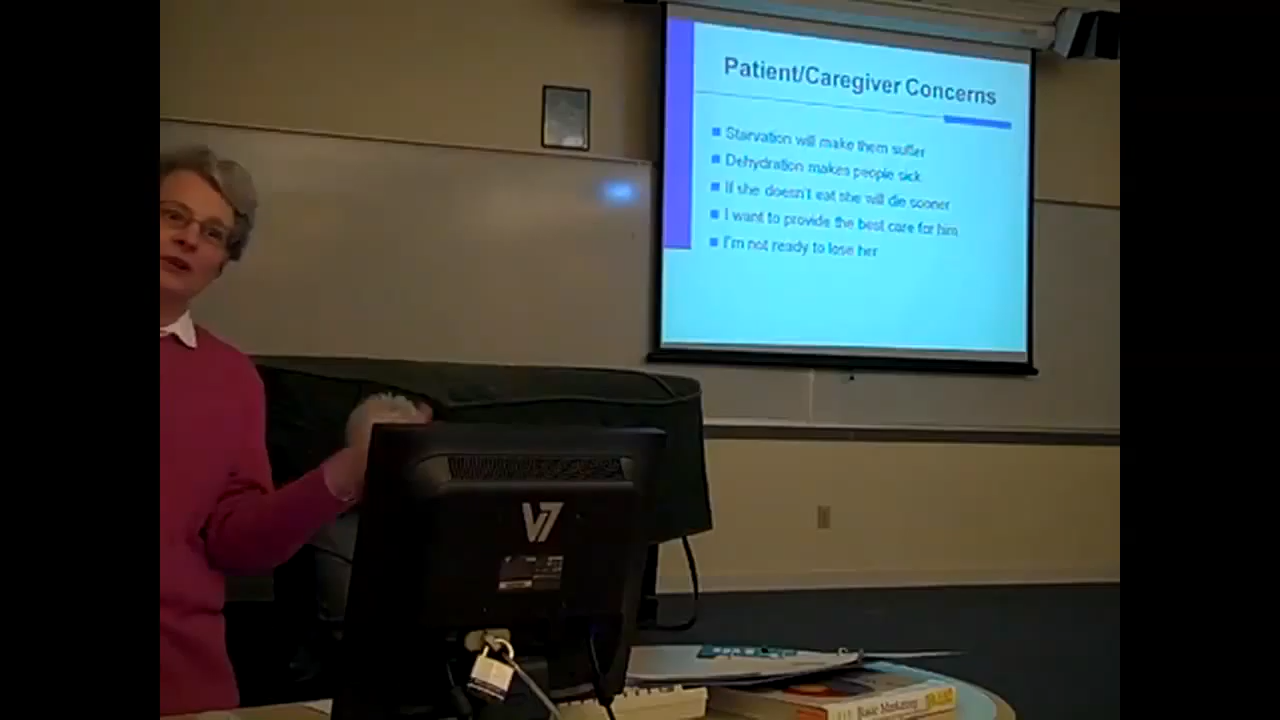 Patient/Caregiver Concerns
Starvation will make them suffer
Dehydration makes people sick
If she doesn't eat she will die sooner
I want to provide the best care for him
I'm not ready to lose her
V7
Basic Marketing